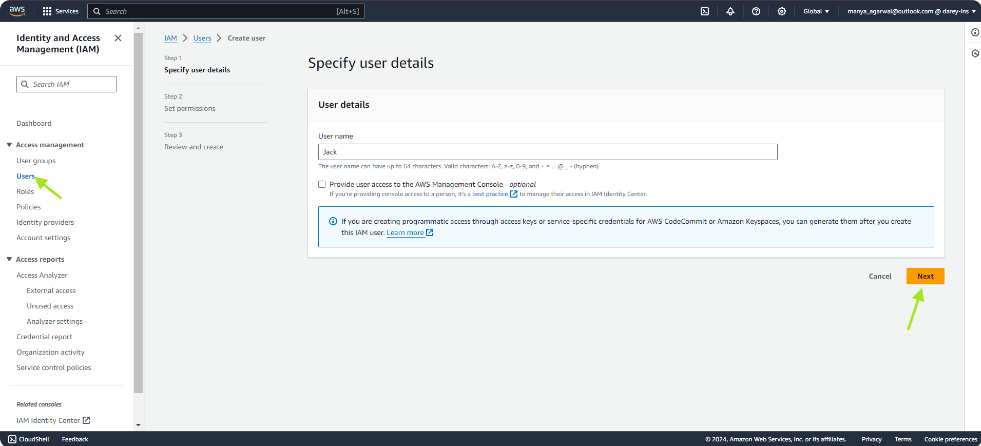 aws
Services
Search
[Alt+S]
Global
manya_agarwal@outlook.com @ darey-ins
Identity and Access
Management (IAM)
Search IAM
Dashboard
Access management
User groups
Users
Roles
Policies
Identity providers
Account settings
Access reports
Access Analyzer
External access
Unused access
Analyzer settings
Credential report
Organization activity
Service control policies
Related consoles
IAM Identity Center
IAM > Users > Create user
Step 1
Specify user details
Step 2
Set permissions
Step 3
Review and create
Specify user details
User details
User name
Jack
The user name can have up to 64 characters. Valid characters: A-Z, a-z, 0-9, and + = , . @ _ - (hyphen)
Provide user access to the AWS Management Console - optional
If you're providing console access to a person, it's a best practice to manage their access in IAM Identity Center.
If you are creating programmatic access through access keys or service-specific credentials for AWS CodeCommit or Amazon Keyspaces, you can generate them after you create
this IAM user. Learn more
Cancel
Next
CloudShell
Feedback
© 2024, Amazon Web Services, Inc. or its affiliates.
Privacy
Terms
Cookie preferences